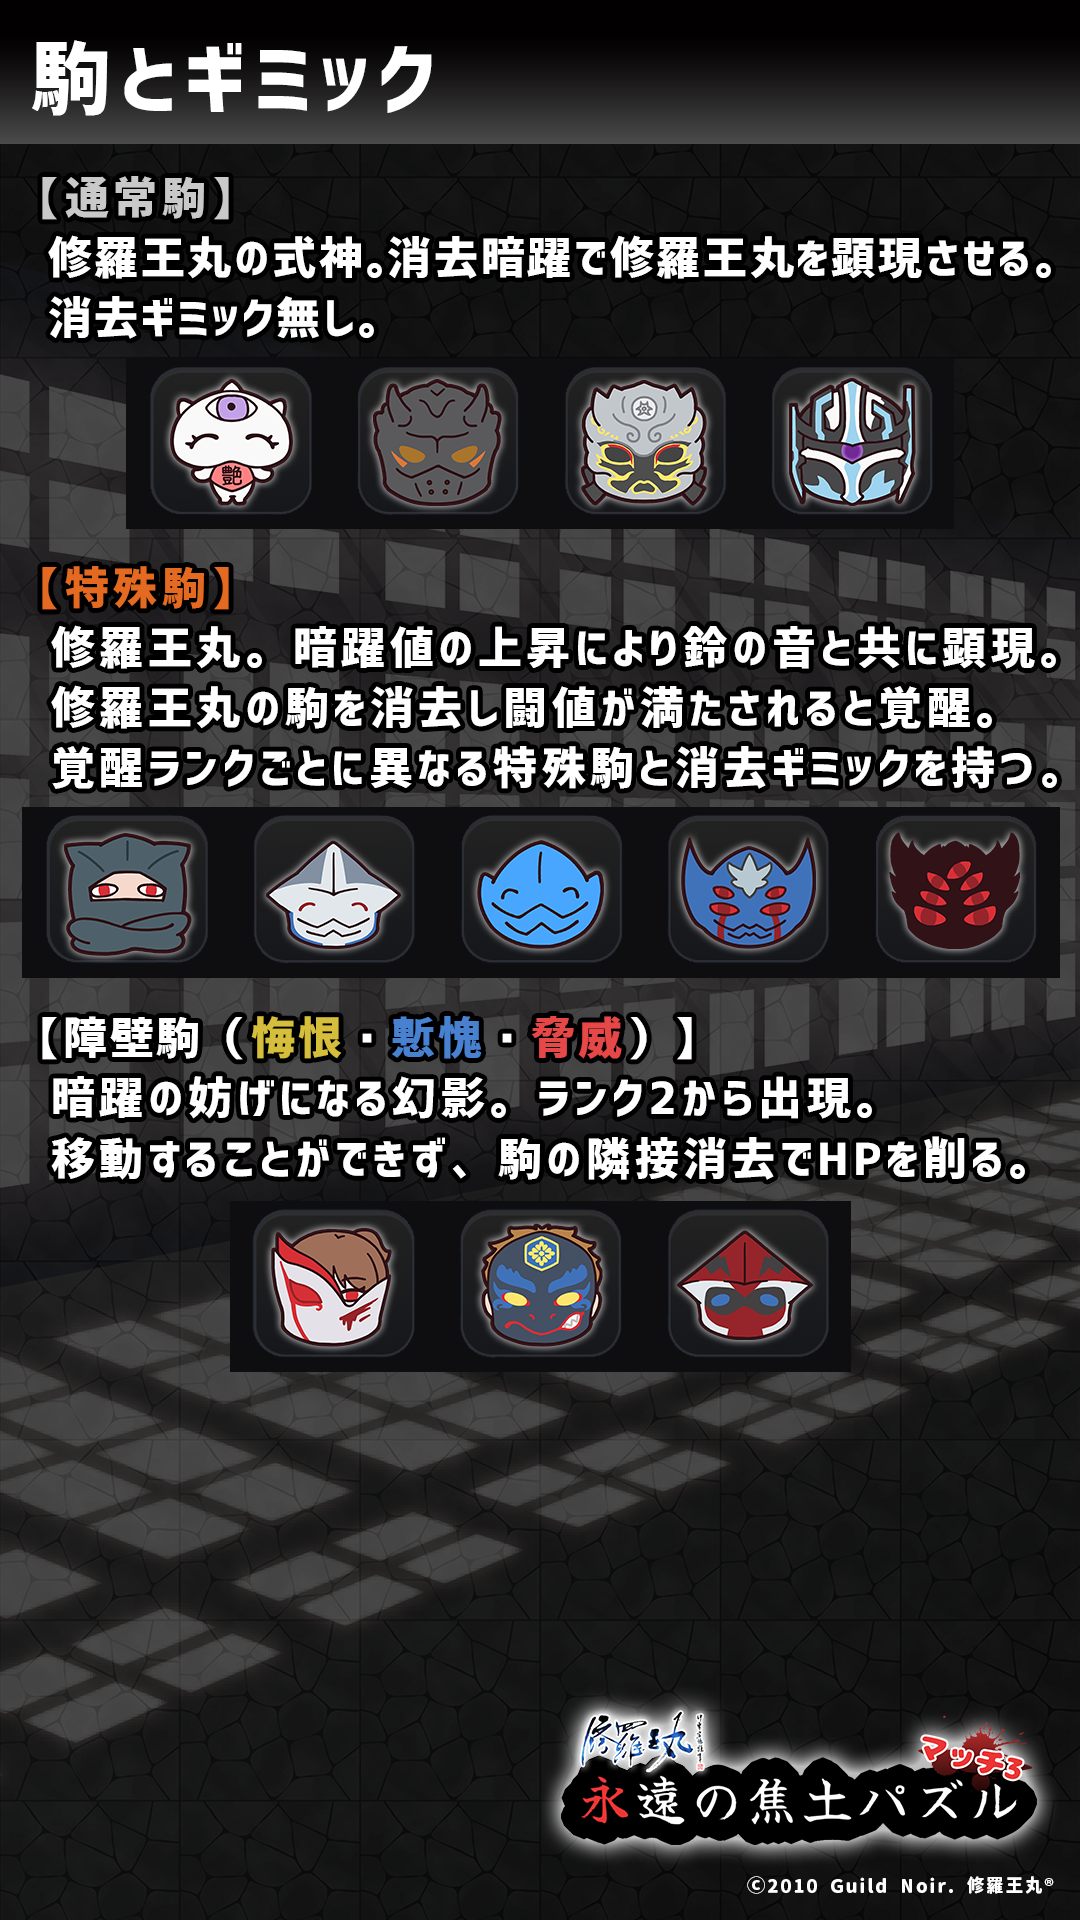 駒とギミック
【通常駒】
修羅王丸の式神。消去暗躍で修羅王丸を顕現させる。
消去ギミック無し。
艶
【特殊駒】
修羅王丸。暗躍値の上昇により鈴の音と共に顕現。
修羅王丸の駒を消去し闘値が満たされると覚醒。
覚醒ランクごとに異なる特殊駒と消去ギミックを持つ。
【障壁駒（悔恨・慙愧・脅威）】
暗躍の妨げになる幻影。ランク2から出現。
移動することができず、駒の隣接消去でHPを削る。
修羅王丸
マッチ3
永遠の焦土パズル
©2010 Guild Noir. 修羅王丸®